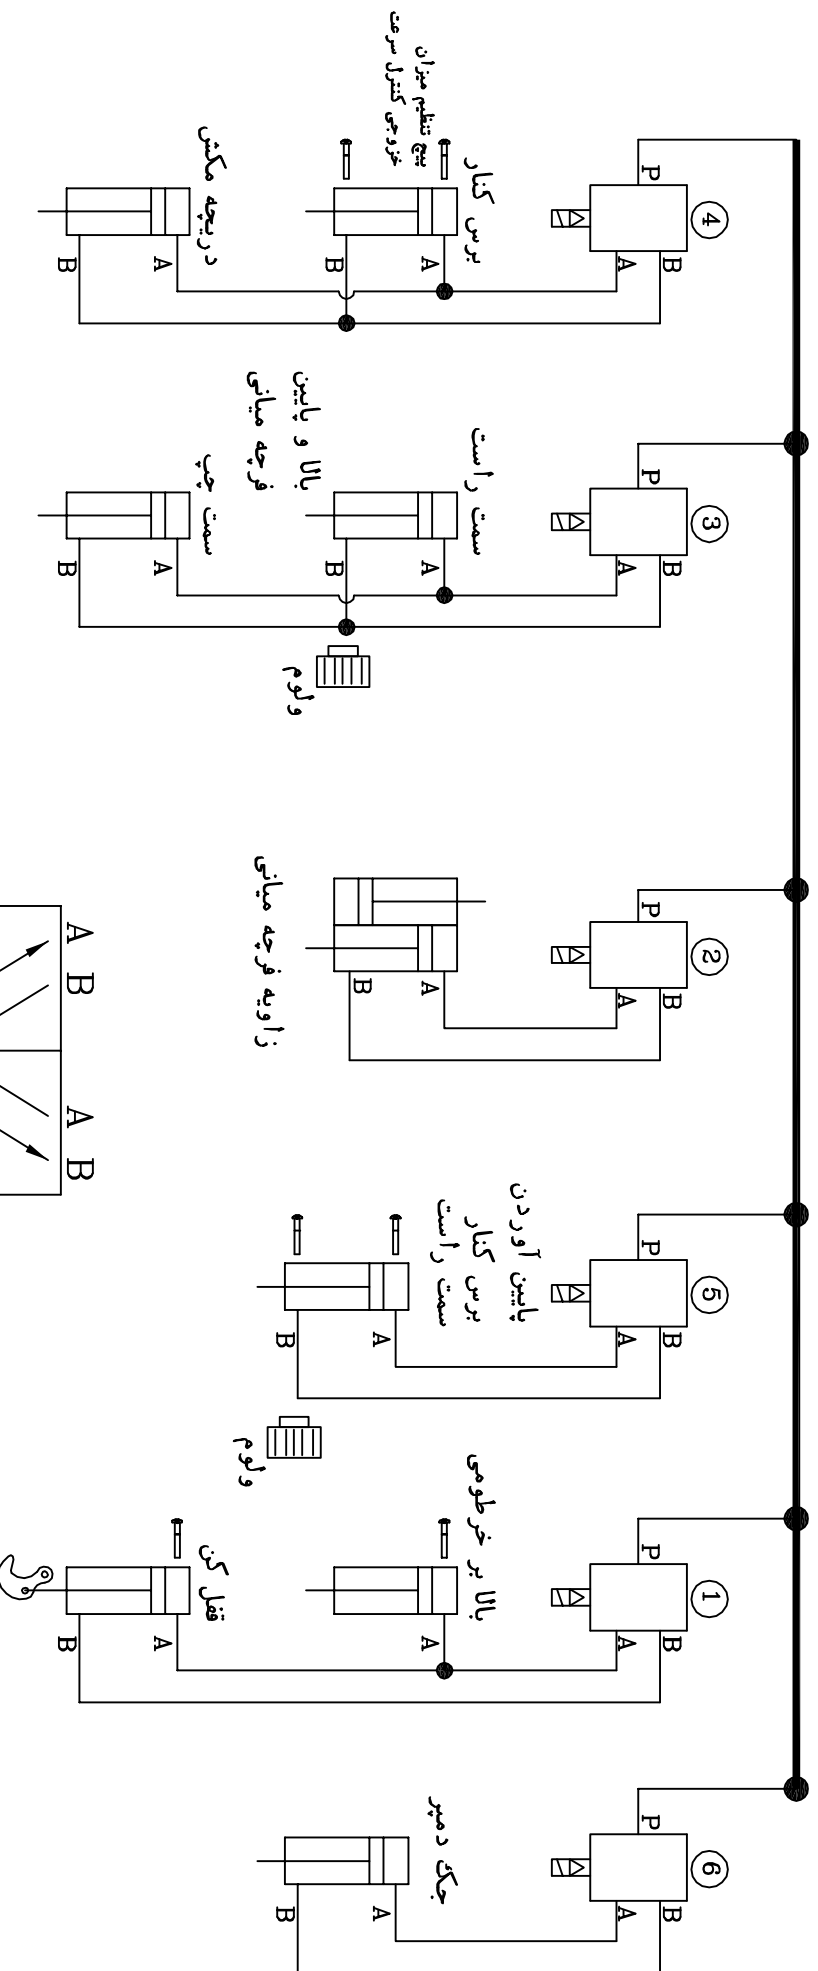 پیچ تنظیم میزان
خروجی کنترل سرعت
4
P
A
B
برس کنار
A
B
دریچه مکش
A
B
3
P
A
B
سمت راست
A
B
بالا و پایین
فرچه میانی
سمت چپ
A
B
ولوم
2
P
A
B
A
B
زاویه فرچه میانی
A B A B
5
P
A
B
پایین آوردن
برس کنار
سمت راست
A
B
ولوم
1
P
A
B
بالا بر خرطومی
A
قفل کن
A
B
6
P
A
B
جک دمپر
A
B